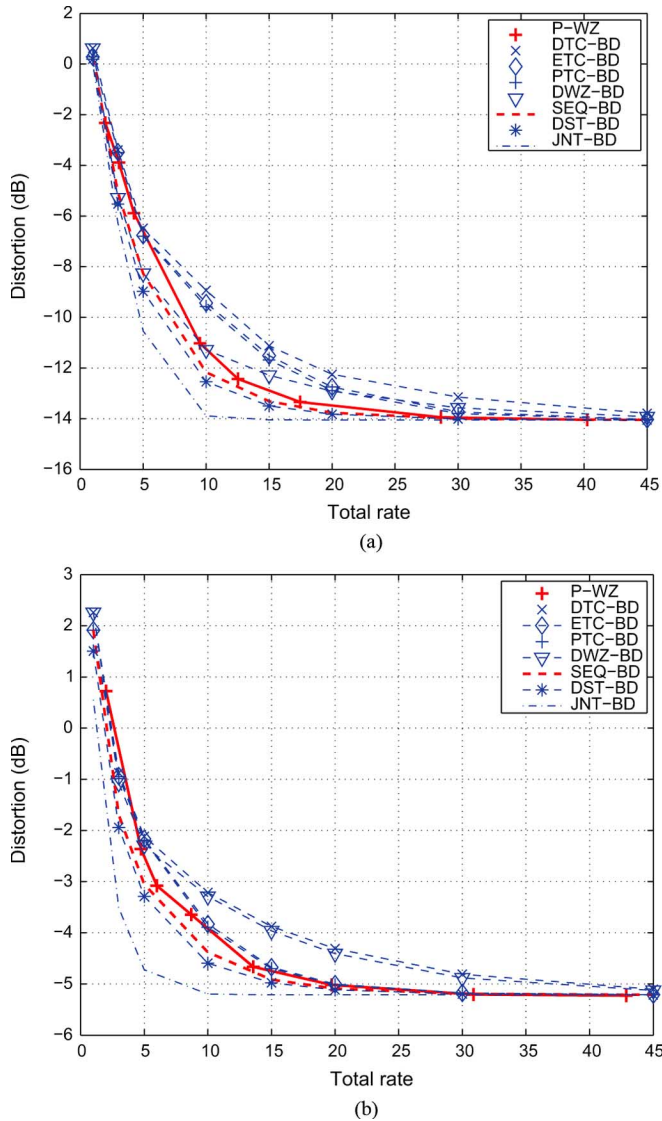 2
0
−2
−4
−6
−8
−10
−12
−14
−16
Distortion (dB)
P−WZ
DTC−BD
ETC−BD
PTC−BD
DWZ−BD
SEQ−BD
DST−BD
JNT−BD
0 5 10 15 20 25 30 35 40 45
Total rate
(a)
3
2
1
0
−1
−2
−3
−4
−5
−6
Distortion (dB)
P−WZ
DTC−BD
ETC−BD
PTC−BD
DWZ−BD
SEQ−BD
DST−BD
JNT−BD
0 5 10 15 20 25 30 35 40 45
Total rate
(b)